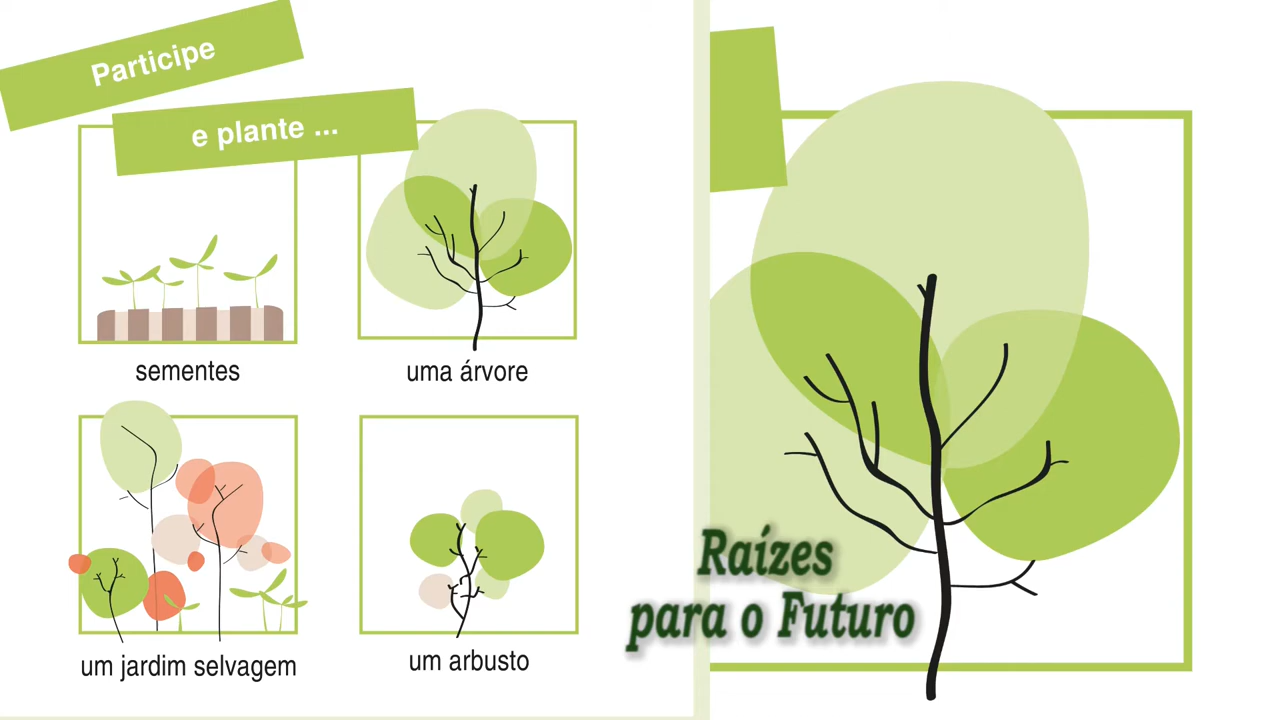 Participe
e plante ...
sementes
uma árvore
um jardim selvagem
um arbusto
Raízes
para o Futuro